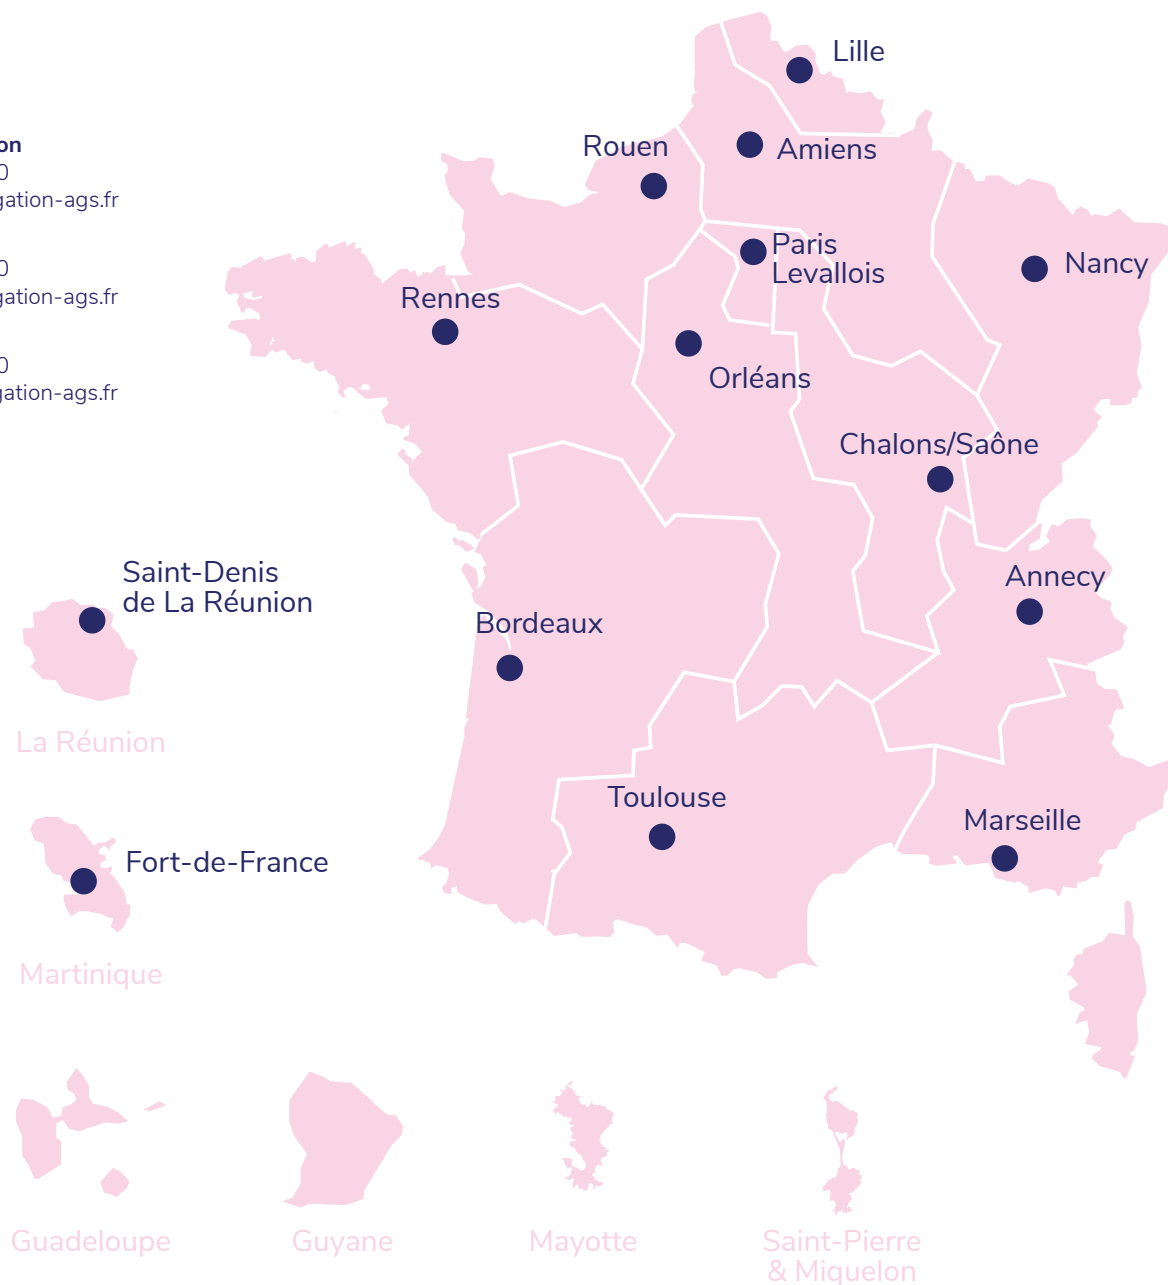 Lille
on
Rouen
Amiens
0
gation-ags.fr
Paris
Levallois
Nancy
0
gation-ags.fr
Rennes
0
Orléans
gation-ags.fr
Chalons/Saône
Saint-Denis
de La Réunion
Annecy
Bordeaux
La Réunion
Toulouse
Marseille
Fort-de-France
Martinique
Guadeloupe
Guyane
Mayotte
Saint-Pierre
& Miquelon